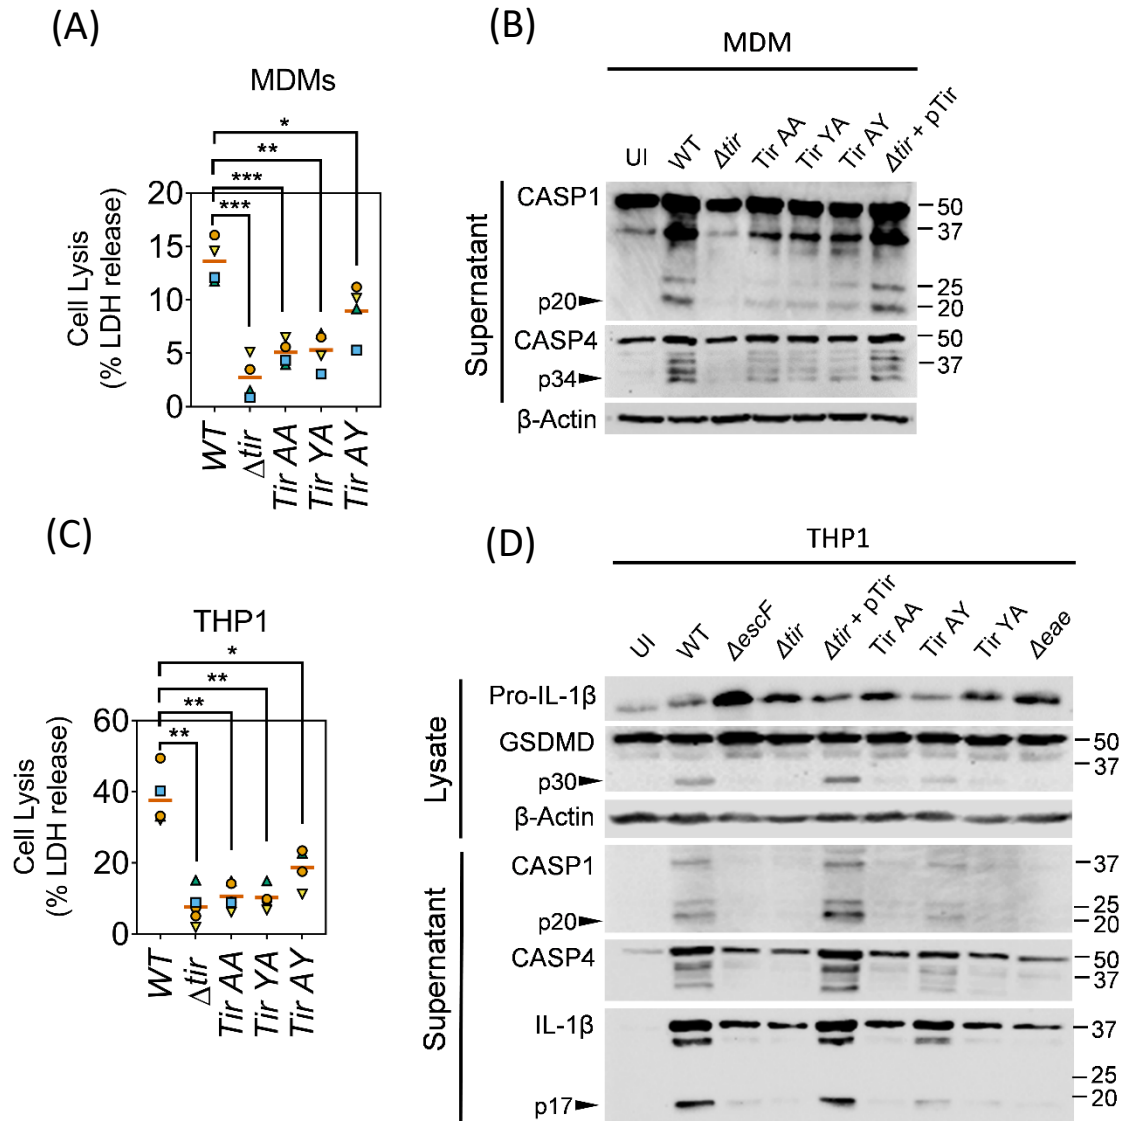 (A)
MDMs
*
**
***
***
Cell Lysis
(% LDH release)
20
15
10
5
0
WT
Δtir
Tir AA
Tir YA
Tir AY
(B)
MDM
UI
WT
Δtir
Tir AA
Tir YA
Tir AY
Δtir + pTir
Supernatant
CASP1
50
37
25
p20
20
CASP4
50
37
p34
β-Actin
(C)
THP1
*
**
**
**
Cell Lysis
(% LDH release)
60
40
20
0
WT
Δtir
Tir AA
Tir YA
Tir AY
(D)
THP1
UI
WT
ΔescF
Δtir
Δtir + pTir
Tir AA
Tir AY
Tir YA
Δeae
Lysate
Pro-IL-1β
GSDMD
50
37
p30
β-Actin
Supernatant
CASP1
37
25
p20
20
CASP4
50
37
IL-1β
37
25
p17
20